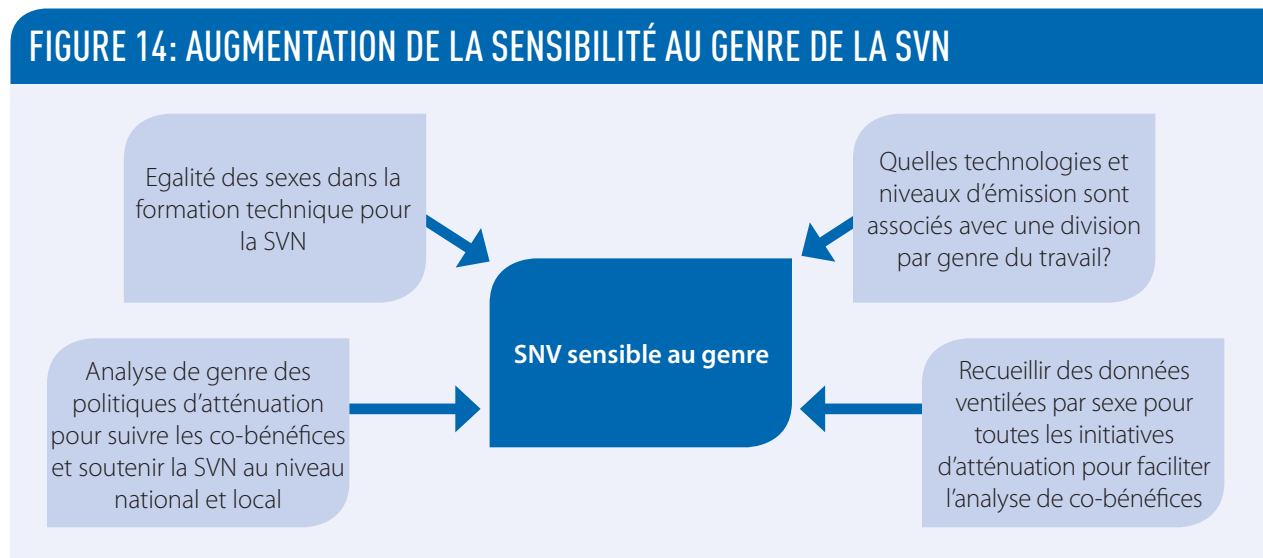 FIGURE 14: AUGMENTATION DE LA SENSIBILITÉ AU GENRE DE LA SVN
Egalité des sexes dans la
formation technique pour
la SVN
Quelles technologies et
niveaux d’émission sont
associés avec une division
par genre du travail?
SNV sensible au genre
Analyse de genre des
politiques d’atténuation
pour suivre les co-bénéfices
et soutenir la SVN au niveau
national et local
Recueillir des données
ventilées par sexe pour
toutes les initiatives
d’atténuation pour faciliter
l’analyse de co-bénéfices